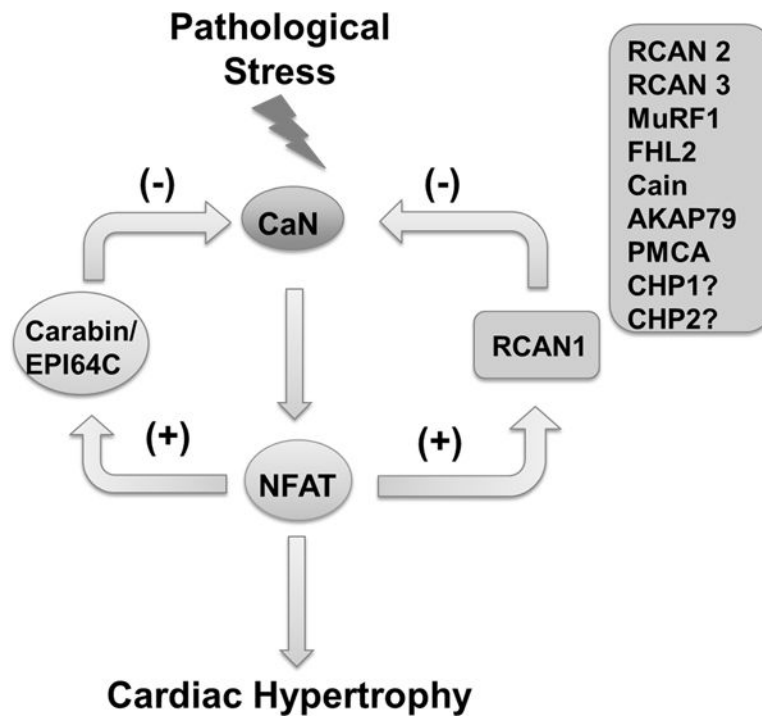 Pathological
Stress
(-)
CaN
(-)
Carabin/
EPI64C
RCAN1
(+)
NFAT
(+)
Cardiac Hypertrophy
RCAN 2
RCAN 3
MuRF1
FHL2
Cain
AKAP79
PMCA
CHP1?
CHP2?